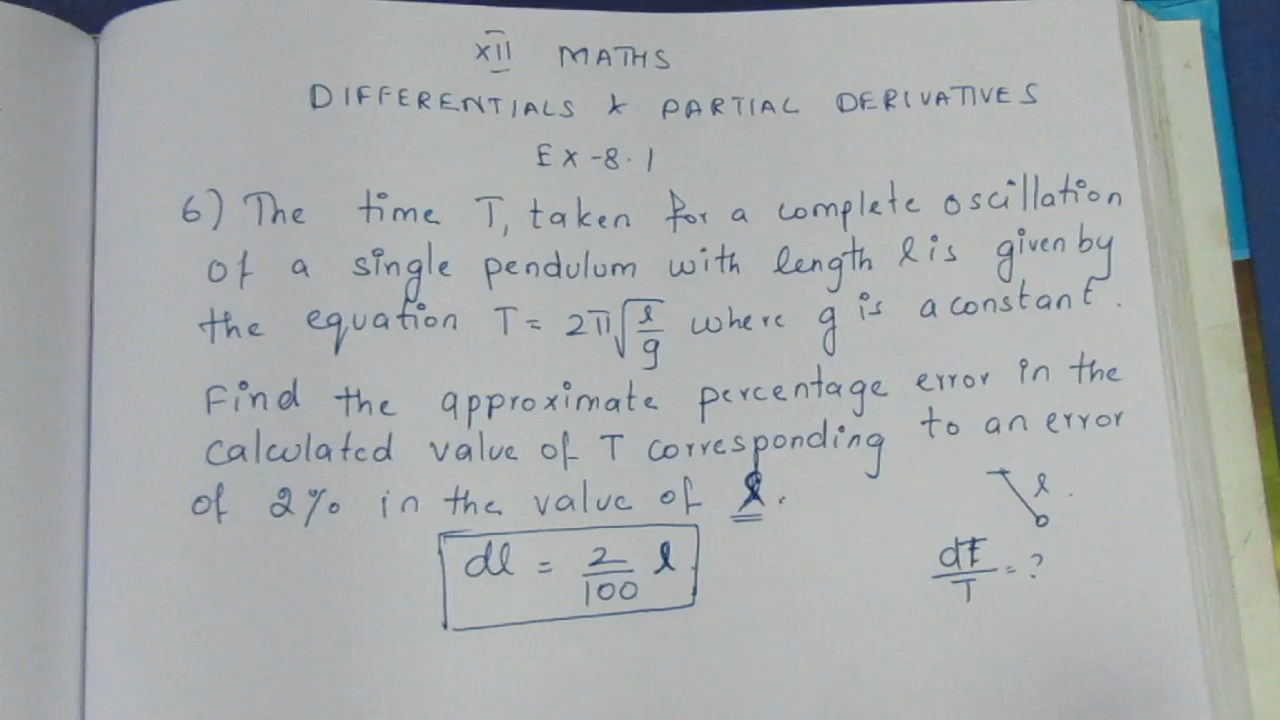 XII MATHS
DIFFERENTIALS & PARTIAL DERIVATIVES
EX-8.1
6) The time T, taken for a complete oscillation
of a single pendulum with length l is given by
the equation T = 2π√(l/g) where g is a constant.
Find the approximate percentage error in the
calculated value of T corresponding to an error
of 2% in the value of l.
l
dl = 2/100 l
dT/T = ?